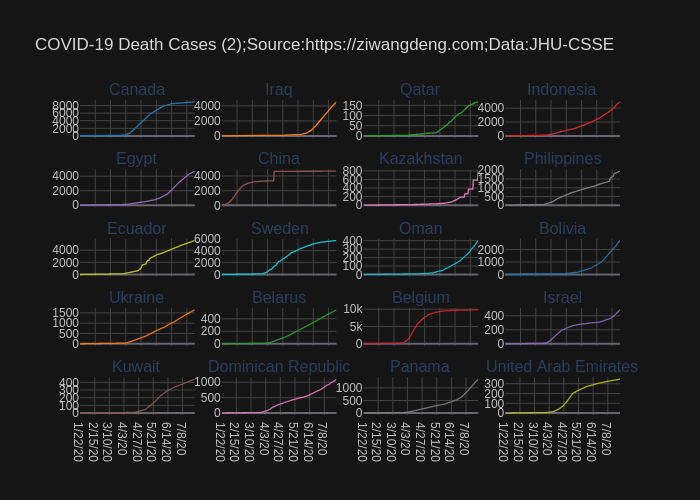 COVID-19 Death Cases (2);Source:https://ziwangdeng.com;Data:JHU-CSSE
Canada Iraq Qatar Indonesia
8000 6000 4000 2000 0
4000 2000 0
150 100 50 0
4000 2000 0
Egypt China Kazakhstan Philippines
4000 2000 0
4000 2000 0
800 600 400 200 0
2000 1500 1000 500 0
Ecuador Sweden Oman Bolivia
4000 2000 0
6000 4000 2000 0
400 300 200 100 0
2000 1000 0
Ukraine Belarus Belgium Israel
1500 1000 500 0
400 200 0
10k 5k 0
400 200 0
Kuwait Dominican Republic Panama United Arab Emirates
400 300 200 100 0
1000 500 0
1000 500 0
300 200 100 0
1/22/20 2/15/20 3/10/20 4/3/20 4/27/20 5/21/20 6/14/20 7/8/20
1/22/20 2/15/20 3/10/20 4/3/20 4/27/20 5/21/20 6/14/20 7/8/20
1/22/20 2/15/20 3/10/20 4/3/20 4/27/20 5/21/20 6/14/20 7/8/20
1/22/20 2/15/20 3/10/20 4/3/20 4/27/20 5/21/20 6/14/20 7/8/20